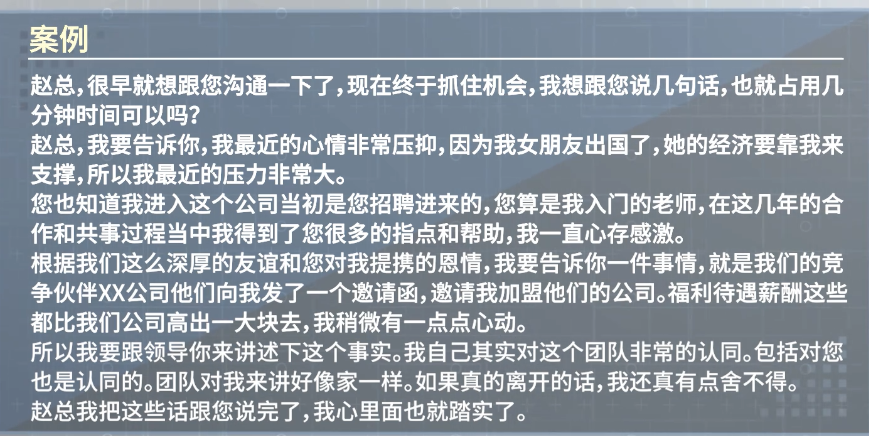 案例
赵总,很早就想跟您沟通一下了,现在终于抓住机会,我想跟您说几句话,也就占用几
分钟时间可以吗?
赵总,我要告诉你,我最近的心情非常压抑,因为我女朋友出国了,她的经济要靠我来
支撑,所以我最近的压力非常大。
您也知道我进入这个公司当初是您招聘进来的,您算是我入门的老师,在这几年的合
作和共事过程当中我得到了您很多的指点和帮助,我一直心存感激。
根据我们这么深厚的友谊和您对我提携的恩情,我要告诉你一件事情,就是我们的竞
争伙伴XX公司他们向我发了一个邀请函,邀请我加盟他们的公司。福利待遇薪酬这些
都比我们公司高出一大块去,我稍微有一点点心动。
所以我要跟领导你来讲述下这个事实。我自己其实对这个团队非常的认同。包括对您
也是认同的。团队对我来讲好像家一样。如果真的离开的话,我还真有点舍不得。
赵总我把这些话跟您说完了,我心里面也就踏实了。